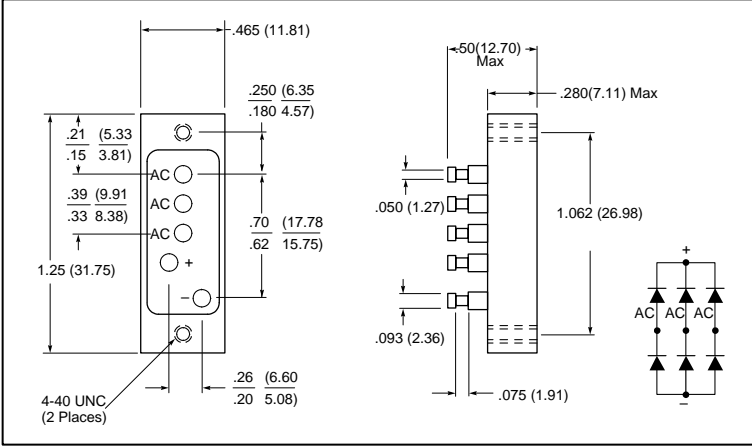 .465 (11.81)
.250 (6.35
.180 4.57)
.21 (5.33
.15 3.81)
AC
.39 (9.91
.33 8.38)
AC
AC
.70 (17.78
.62 15.75)
1.25 (31.75)
+
–
4-40 UNC
(2 Places)
.26 (6.60
.20 5.08)
.50(12.70)
Max
.280(7.11) Max
.050 (1.27)
1.062 (26.98)
.093 (2.36)
.075 (1.91)
+
AC AC AC
–